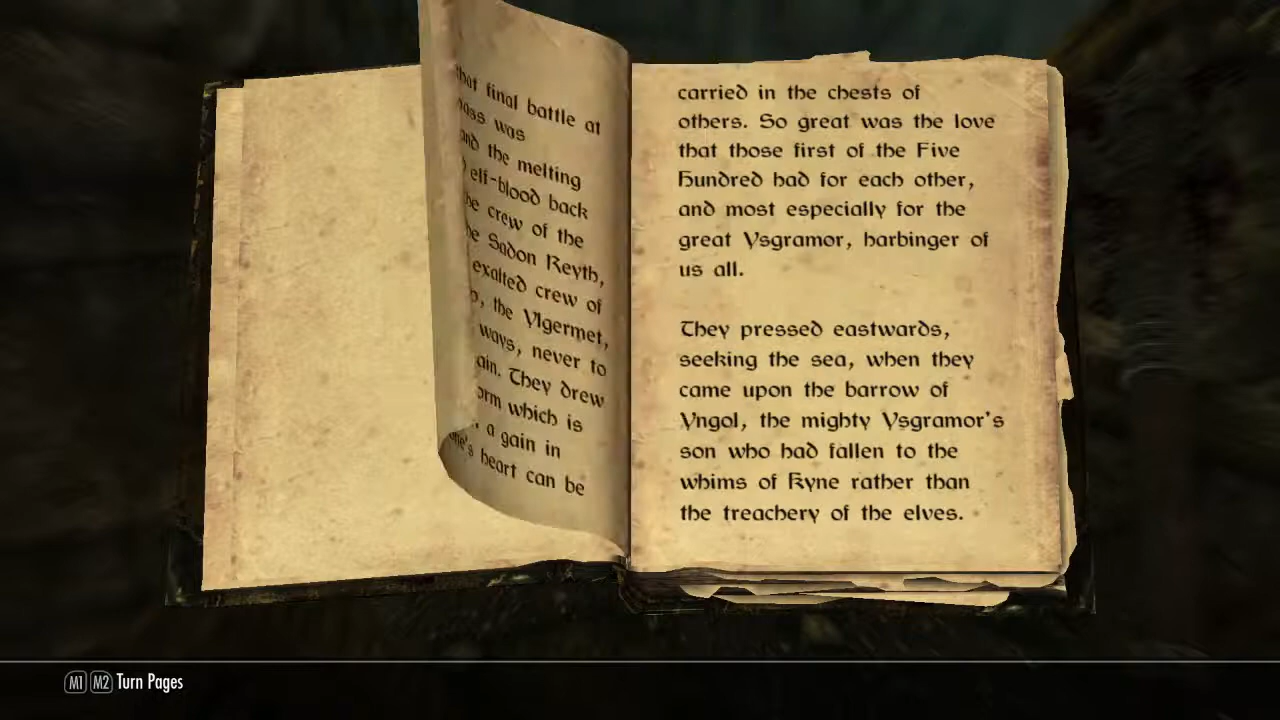 that final battle at
pass was
and the melting
elf-blood back
the crew of the
the Sadon Reyth,
exalted crew of
the Ylgermet,
ways, never to
They drew
which is
a gain in
heart can be
carried in the chests of
others. So great was the love
that those first of the Five
Hundred had for each other,
and most especially for the
great Ysgramor, harbinger of
us all.
They pressed eastwards,
seeking the sea, when they
came upon the barrow of
Yngol, the mighty Ysgramor's
son who had fallen to the
whims of Kyne rather than
the treachery of the elves.
M1 M2 Turn Pages